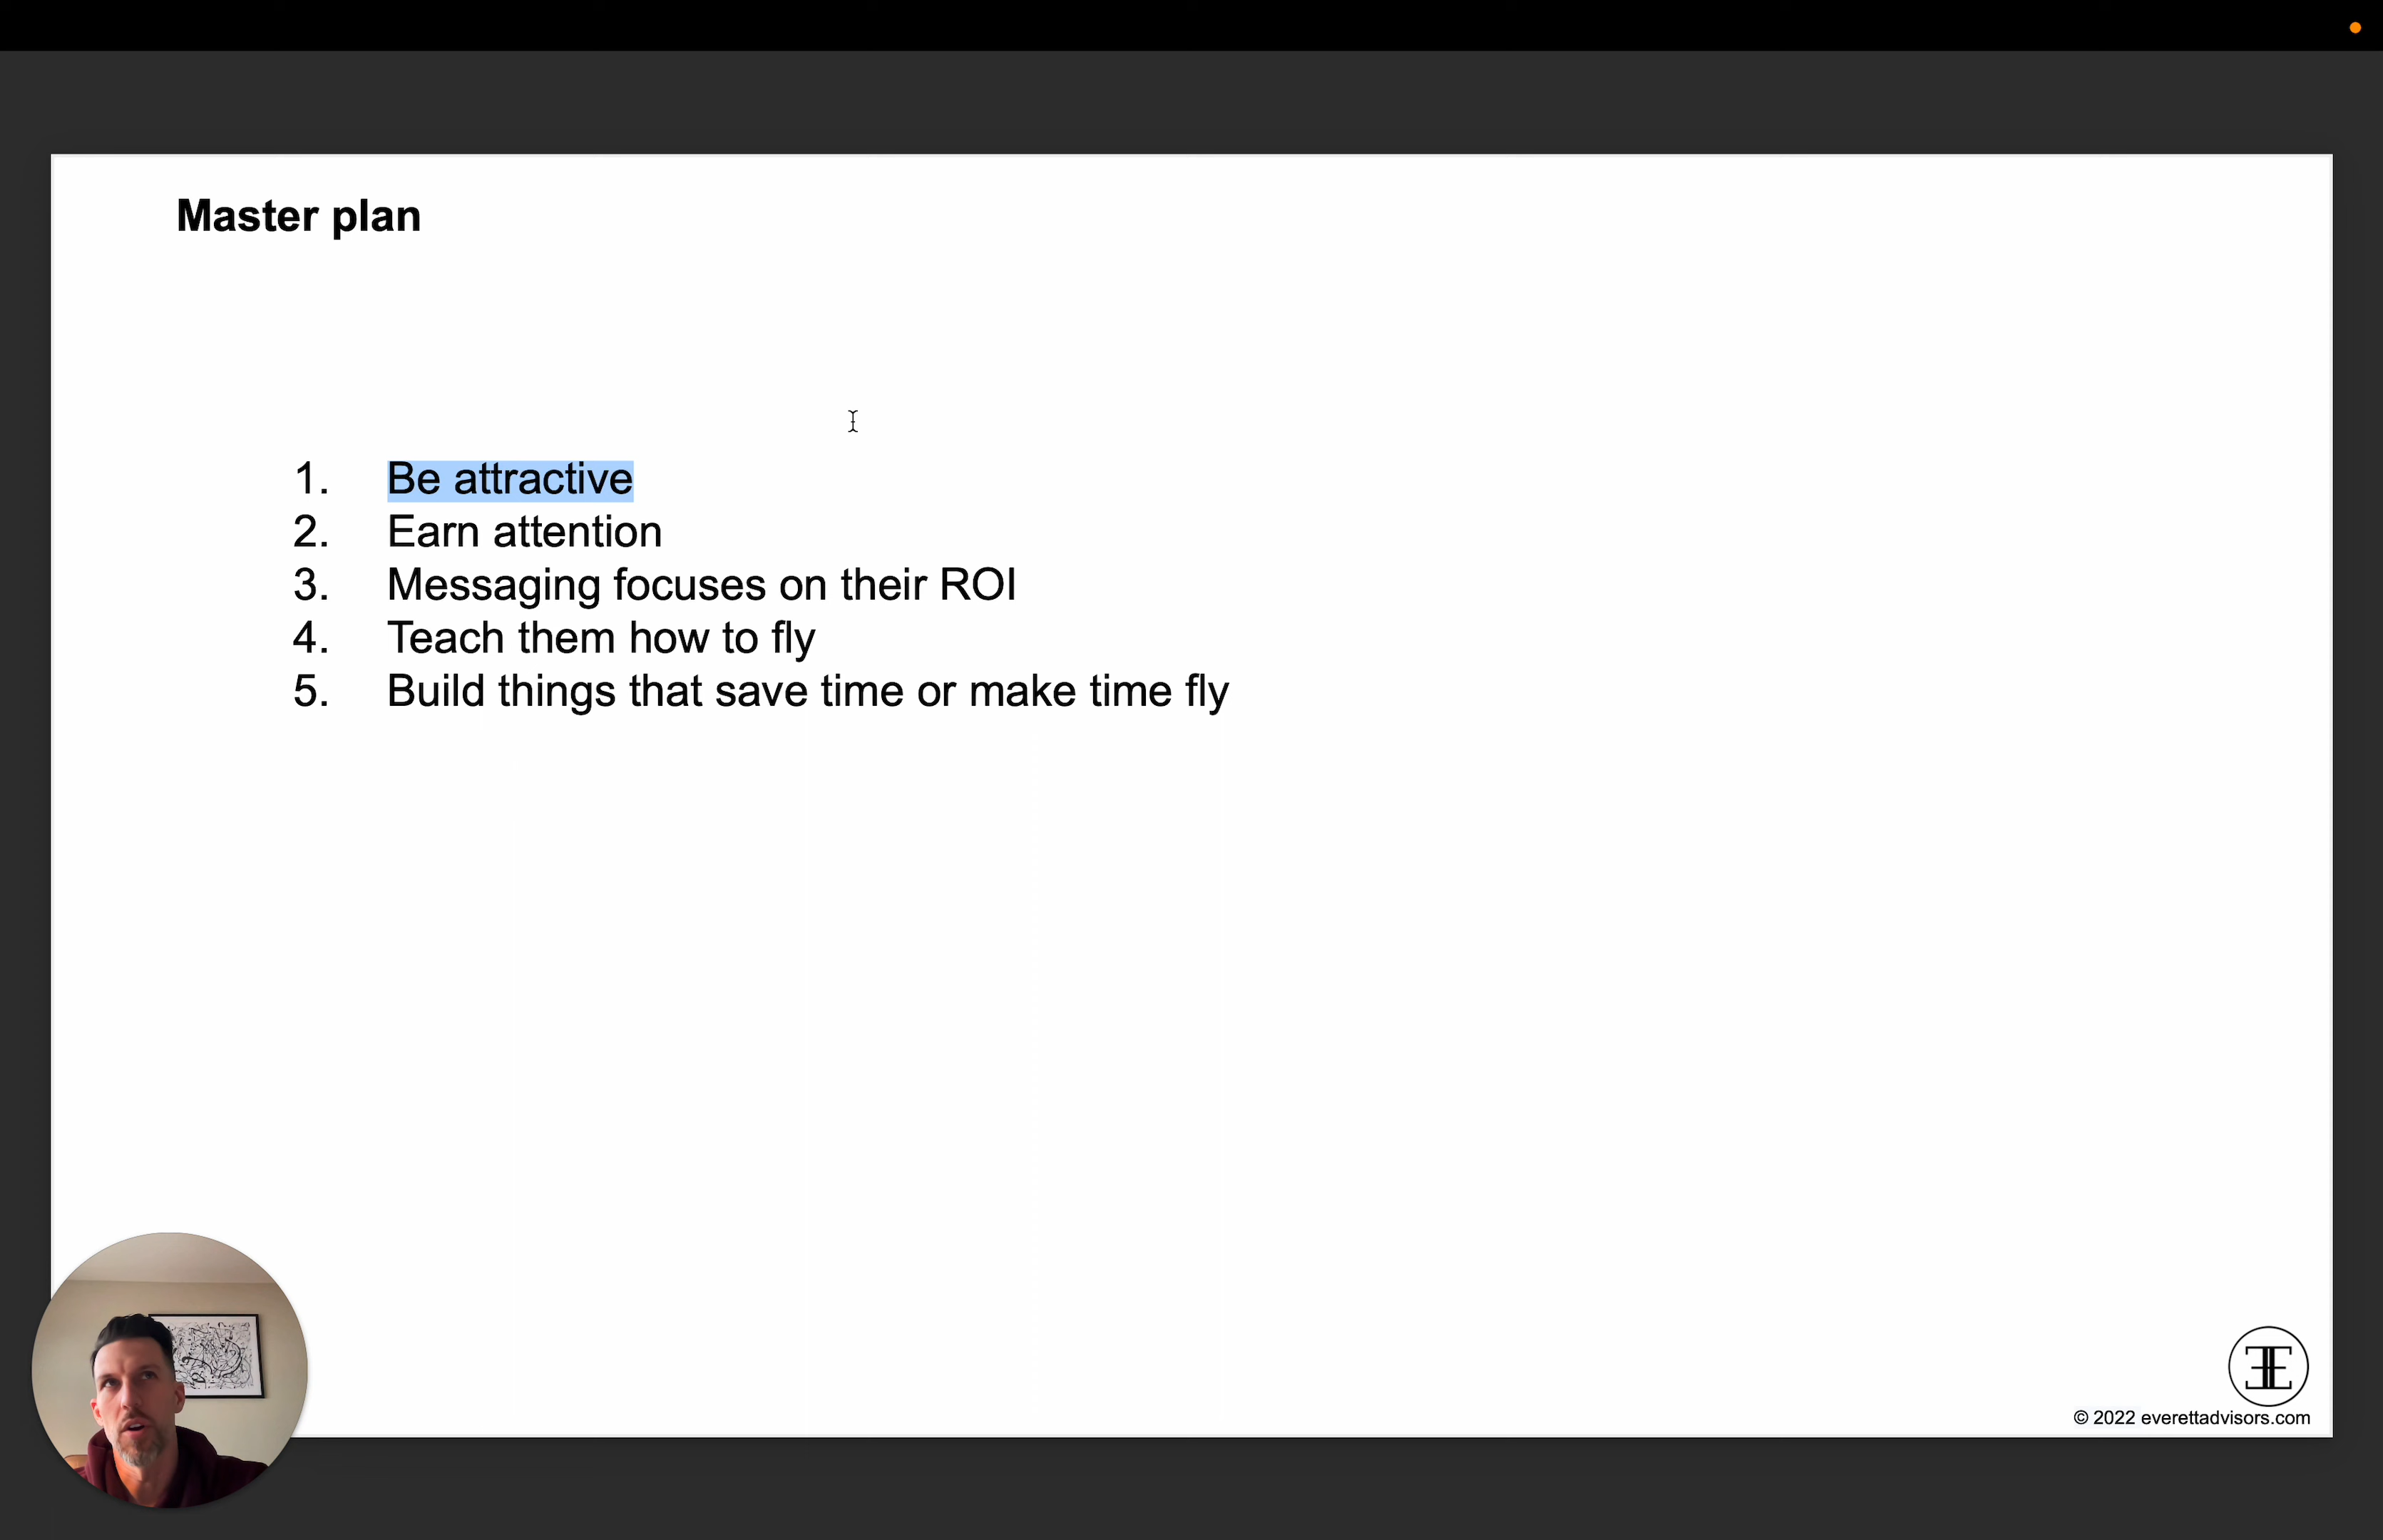 Master plan
1. Be attractive
2. Earn attention
3. Messaging focuses on their ROI
4. Teach them how to fly
5. Build things that save time or make time fly
© 2022 everettadvisors.com